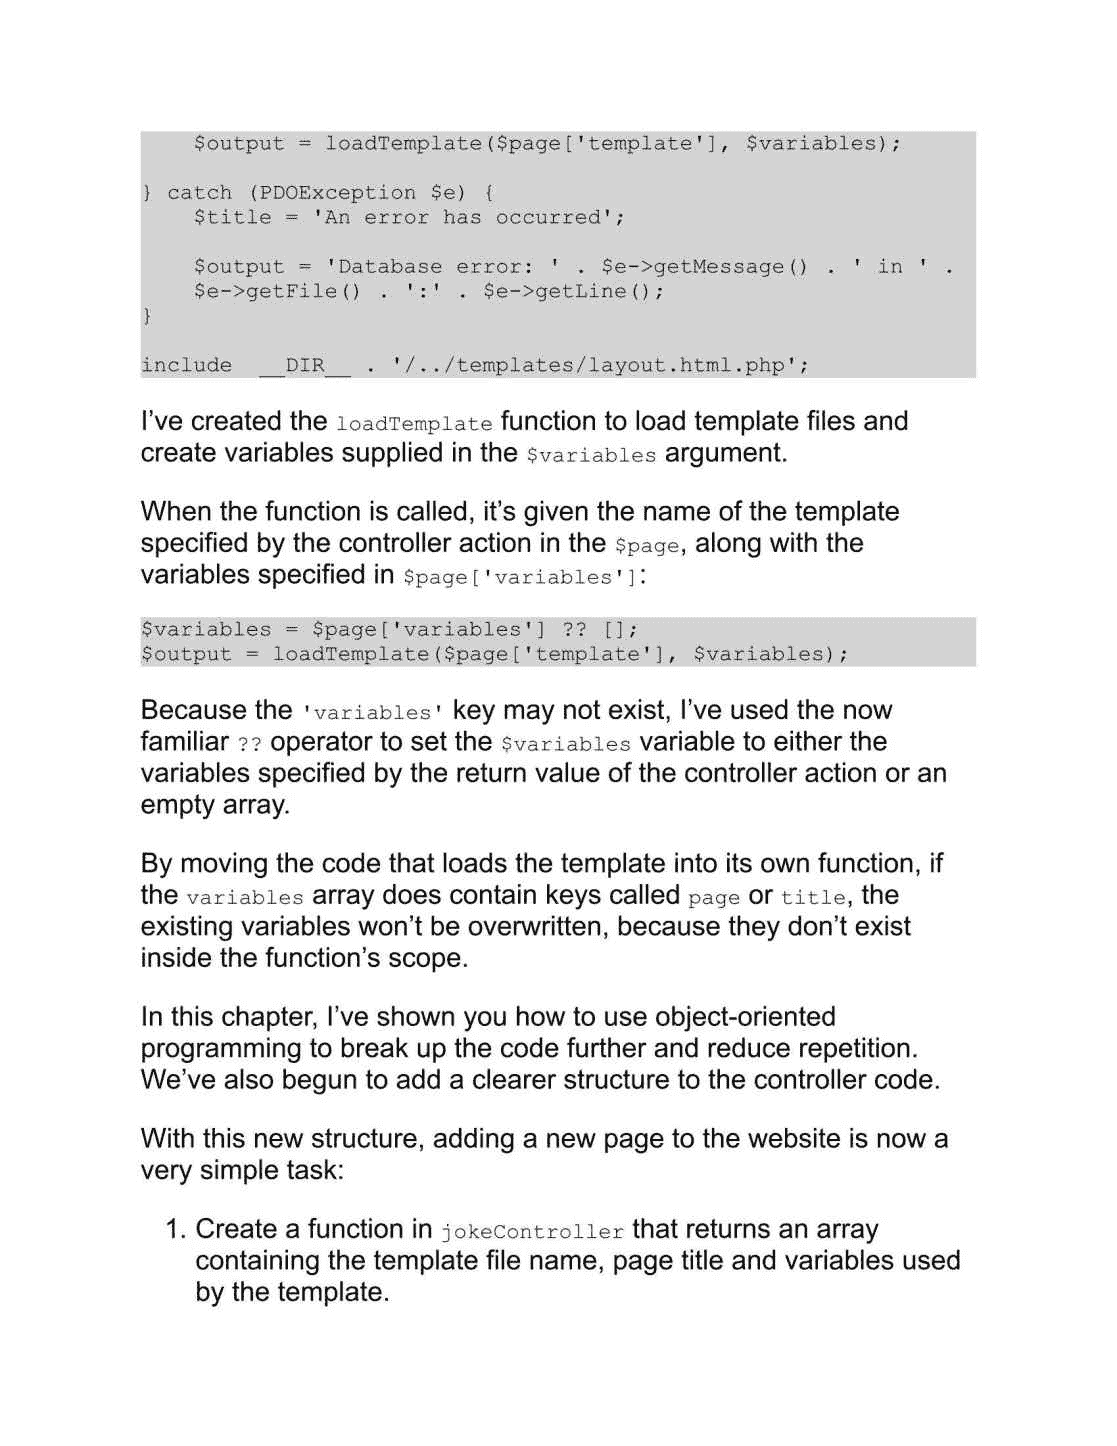 $output = loadTemplate($page['template'], $variables);

} catch (PDOException $e) {
    $title = 'An error has occurred';

    $output = 'Database error: ' . $e->getMessage() . ' in ' .
    $e->getFile() . ':' . $e->getLine();
}

include  __DIR__ . '/../templates/layout.html.php';

I’ve created the loadTemplate function to load template files and
create variables supplied in the $variables argument.

When the function is called, it’s given the name of the template
specified by the controller action in the $page, along with the
variables specified in $page['variables']:

$variables = $page['variables'] ?? [];
$output = loadTemplate($page['template'], $variables);

Because the 'variables' key may not exist, I’ve used the now
familiar ?? operator to set the $variables variable to either the
variables specified by the return value of the controller action or an
empty array.

By moving the code that loads the template into its own function, if
the variables array does contain keys called page or title, the
existing variables won’t be overwritten, because they don’t exist
inside the function’s scope.

In this chapter, I’ve shown you how to use object-oriented
programming to break up the code further and reduce repetition.
We’ve also begun to add a clearer structure to the controller code.

With this new structure, adding a new page to the website is now a
very simple task:

1. Create a function in jokeController that returns an array
containing the template file name, page title and variables used
by the template.